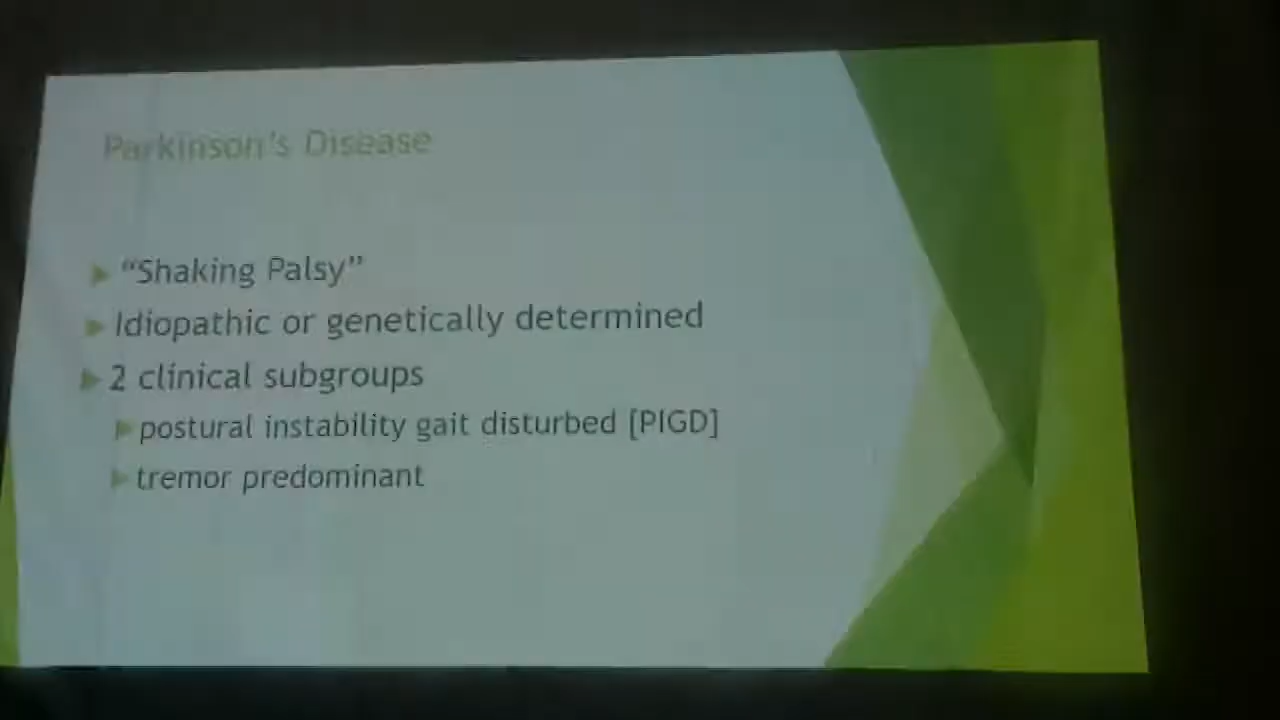 Parkinson's Disease
“Shaking Palsy”
Idiopathic or genetically determined
2 clinical subgroups
postural instability gait disturbed [PIGD]
tremor predominant